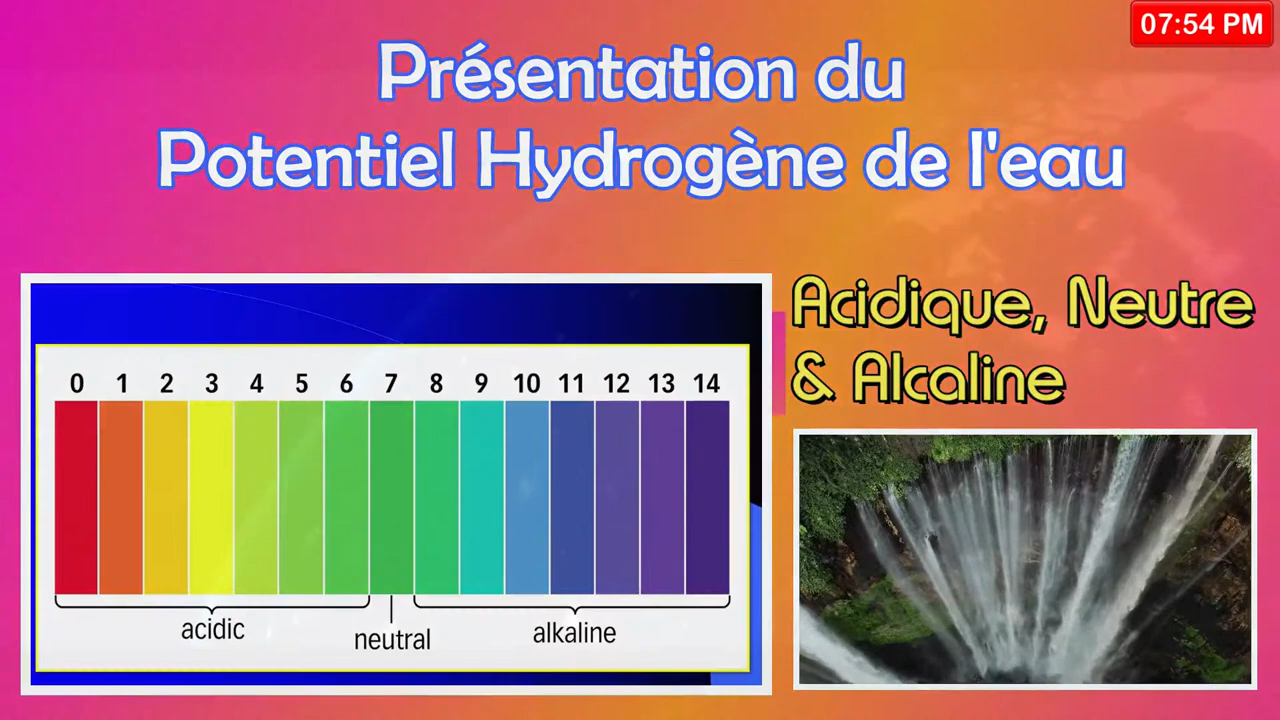 07:54 PM
Présentation du
Potentiel Hydrogène de l'eau
Acidique, Neutre
& Alcaline
0 1 2 3 4 5 6 7 8 9 10 11 12 13 14
acidic neutral alkaline